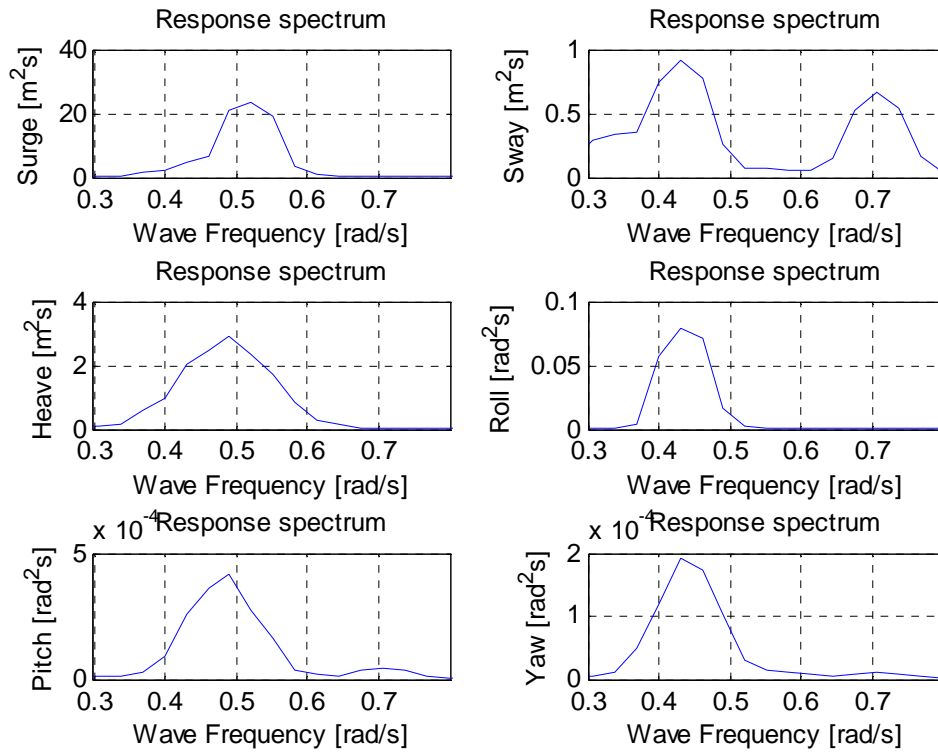 Response spectrum
40
20
0
Surge [m²s]
0.3 0.4 0.5 0.6 0.7
Wave Frequency [rad/s]
Response spectrum
1
0.5
0
Sway [m²s]
0.3 0.4 0.5 0.6 0.7
Wave Frequency [rad/s]
Response spectrum
4
2
0
Heave [m²s]
0.3 0.4 0.5 0.6 0.7
Wave Frequency [rad/s]
Response spectrum
0.1
0.05
0
Roll [rad²s]
0.3 0.4 0.5 0.6 0.7
Wave Frequency [rad/s]
x 10⁻⁴ Response spectrum
5
0
Pitch [rad²s]
0.3 0.4 0.5 0.6 0.7
Wave Frequency [rad/s]
x 10⁻⁴ Response spectrum
2
1
0
Yaw [rad²s]
0.3 0.4 0.5 0.6 0.7
Wave Frequency [rad/s]